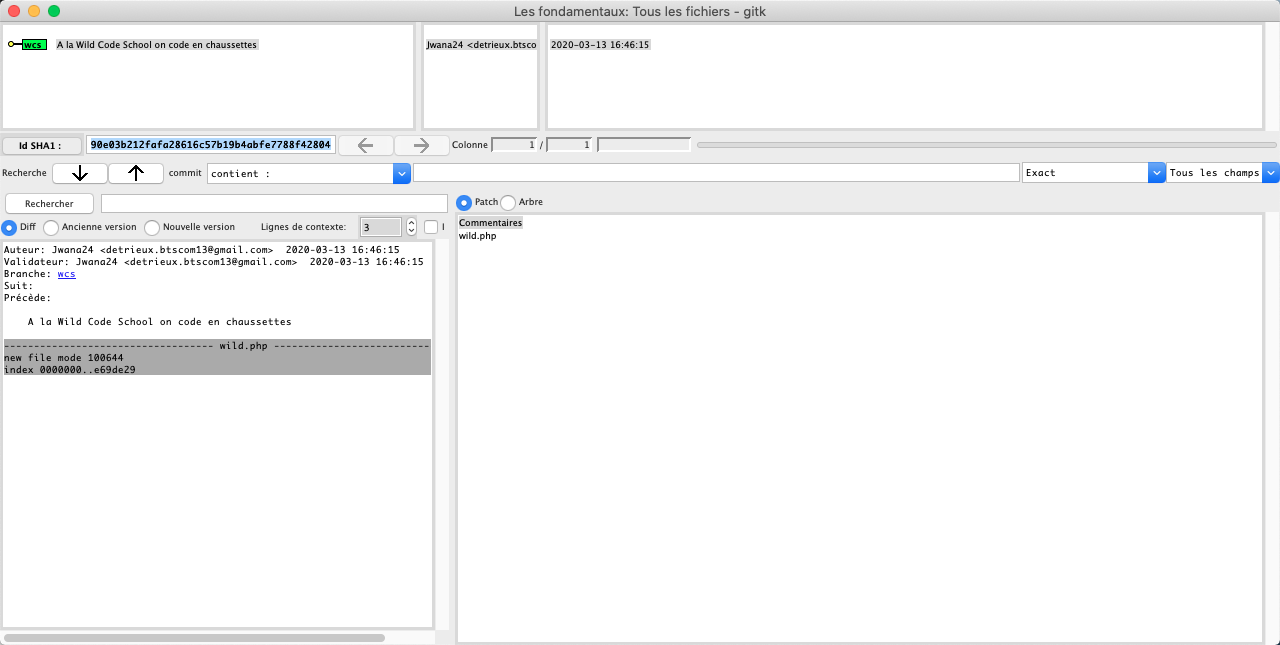 Les fondamentaux: Tous les fichiers - gitk
wcs A la Wild Code School on code en chaussettes Jwana24 <detrieux.btsco 2020-03-13 16:46:15
Id SHA1 : 90e03b212fafa28616c57b19b4abfe7788f42804 Colonne 1 / 1
Recherche commit contient : Exact Tous les champs
Rechercher Patch Arbre
Diff Ancienne version Nouvelle version Lignes de contexte: 3
Commentaires
wild.php
Auteur: Jwana24 <detrieux.btscom13@gmail.com> 2020-03-13 16:46:15
Validateur: Jwana24 <detrieux.btscom13@gmail.com> 2020-03-13 16:46:15
Branche: wcs
Suit:
Précède:
A la Wild Code School on code en chaussettes
---------------------------------- wild.php --------------------------
new file mode 100644
index 0000000..e69de29